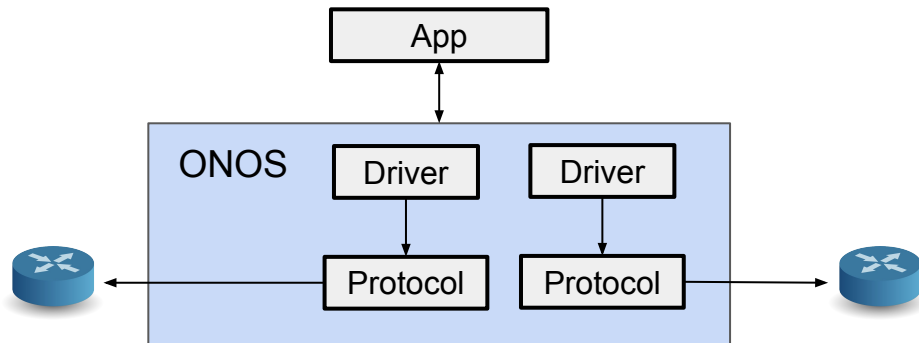 App
ONOS
Driver
Driver
Protocol
Protocol